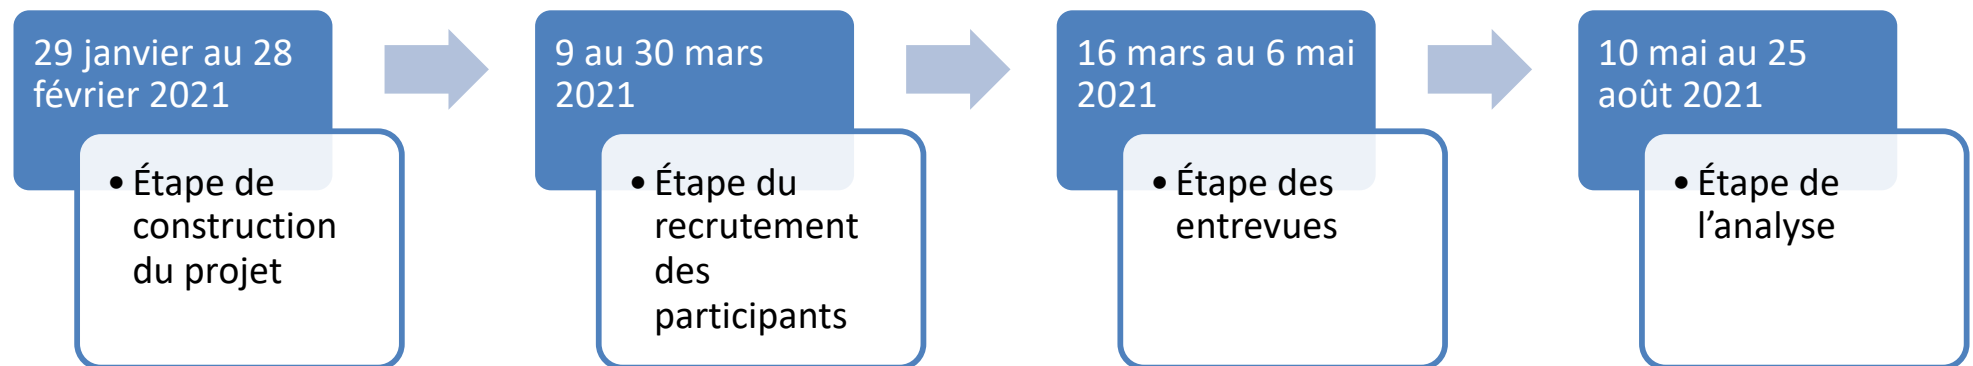 29 janvier au 28
février 2021
• Étape de
construction
du projet
9 au 30 mars
2021
• Étape du
recrutement
des
participants
16 mars au 6 mai
2021
• Étape des
entrevues
10 mai au 25
août 2021
• Étape de
l’analyse